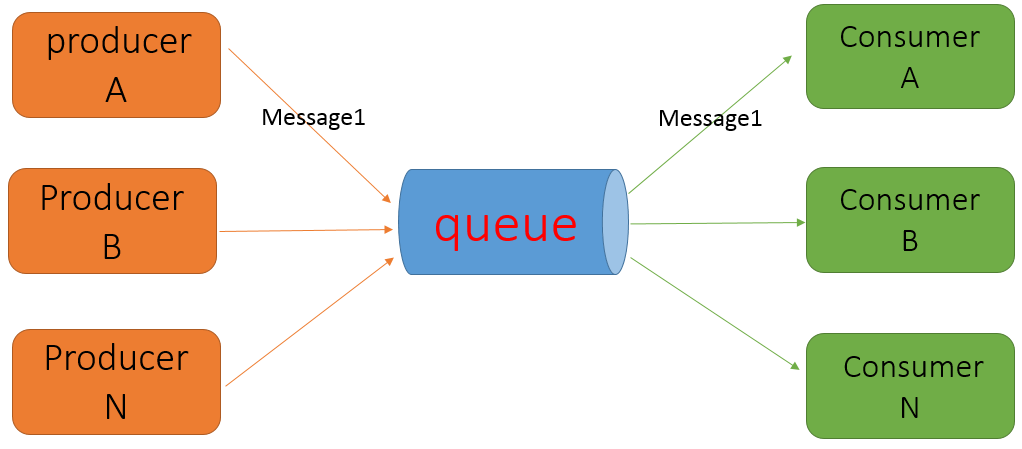 producer
A
Message1
Producer
B
Producer
N
queue
Message1
Consumer
A
Consumer
B
Consumer
N